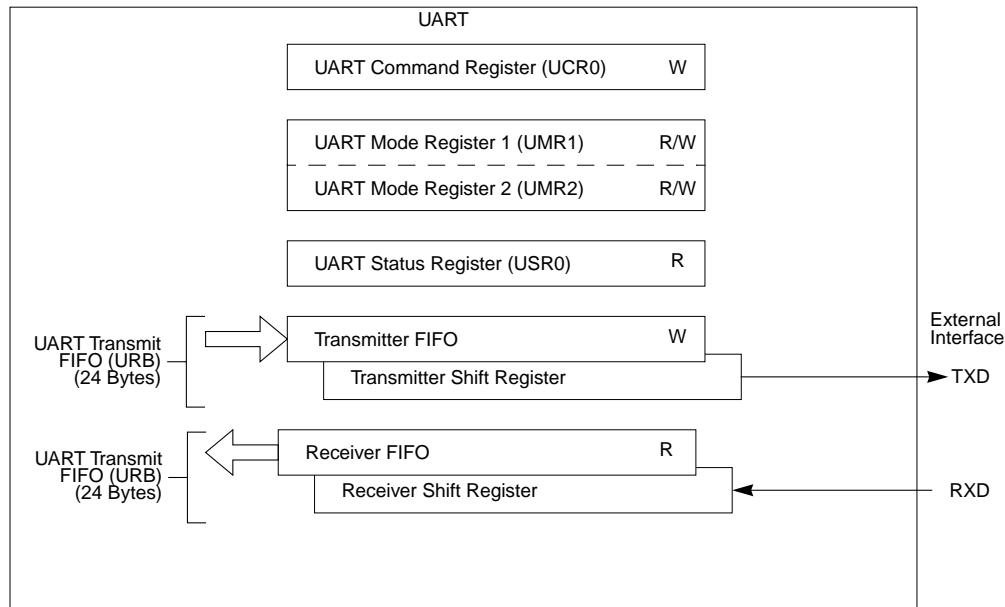 UART
UART Command Register (UCR0) W
UART Mode Register 1 (UMR1) R/W
UART Mode Register 2 (UMR2) R/W
UART Status Register (USR0) R
UART Transmit
FIFO (URB)
(24 Bytes)
Transmitter FIFO W
Transmitter Shift Register
External
Interface
TXD
UART Transmit
FIFO (URB)
(24 Bytes)
Receiver FIFO R
Receiver Shift Register
RXD